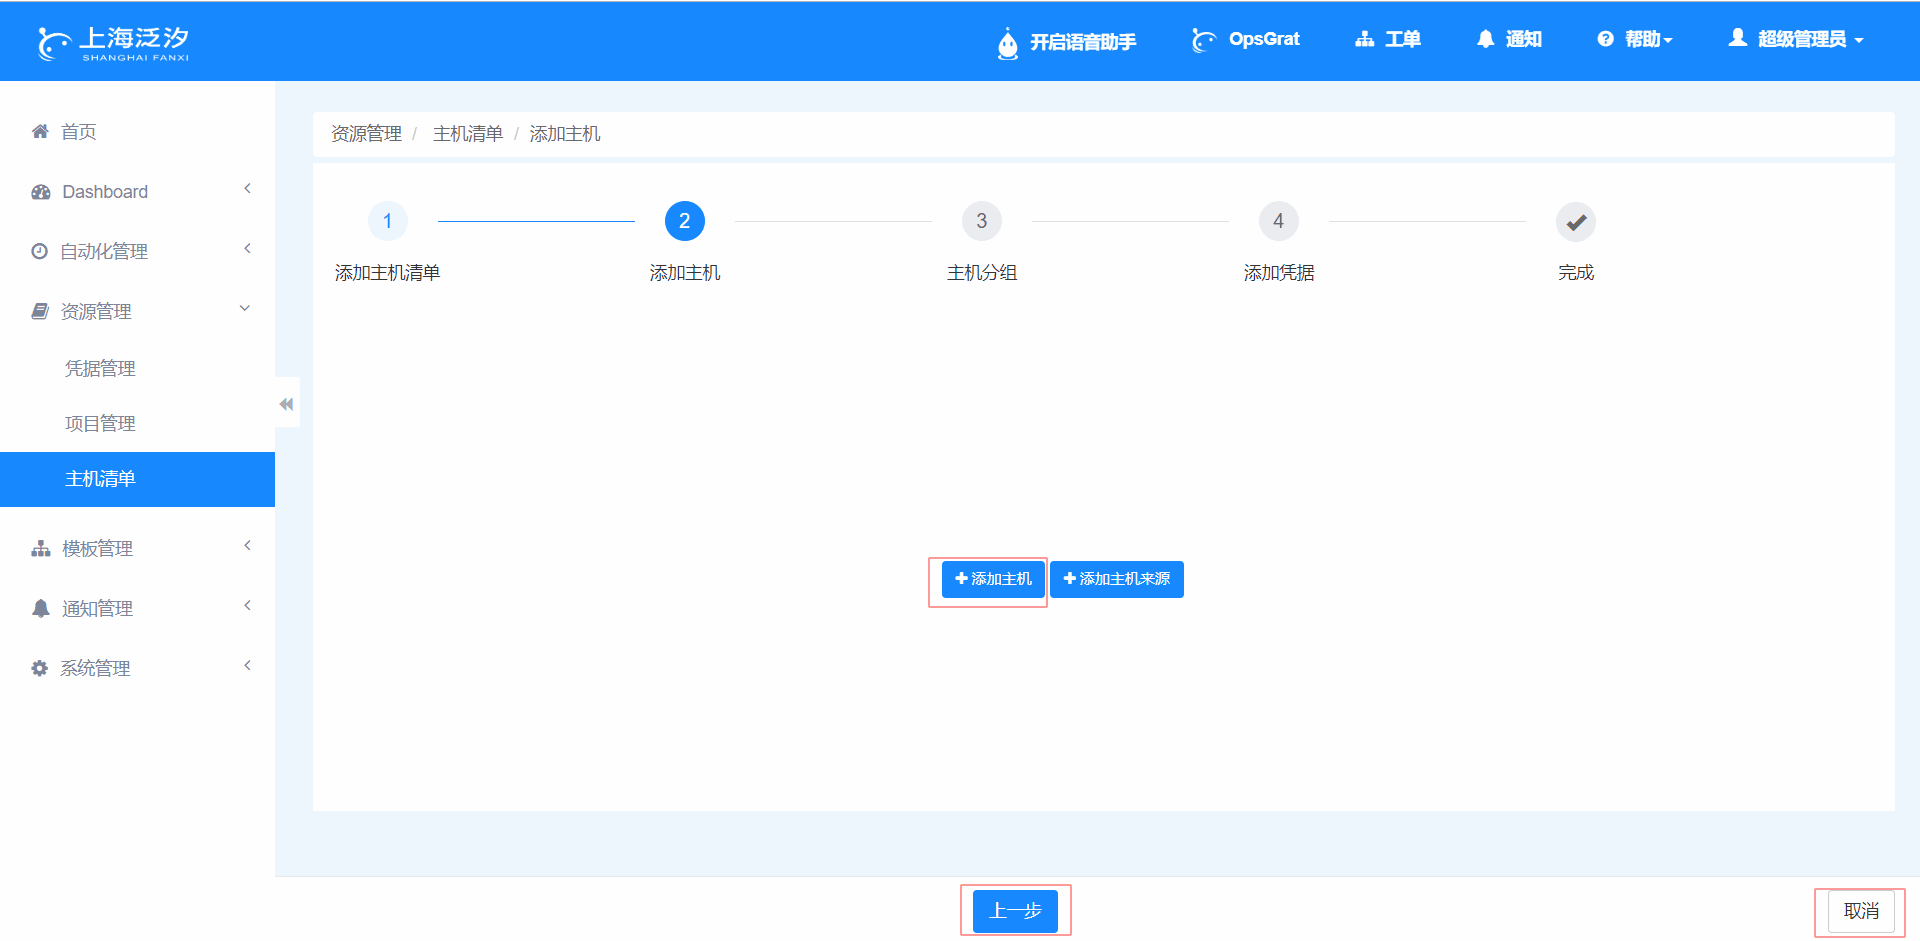 上海泛汐
SHANGHAI FANXI
开启语音助手
OpsGrat
工单
通知
帮助
超级管理员
首页
Dashboard
自动化管理
资源管理
凭据管理
项目管理
主机清单
模板管理
通知管理
系统管理
资源管理 / 主机清单 / 添加主机
1 2 3 4
添加主机清单 添加主机 主机分组 添加凭据 完成
添加主机 添加主机来源
上一步
取消